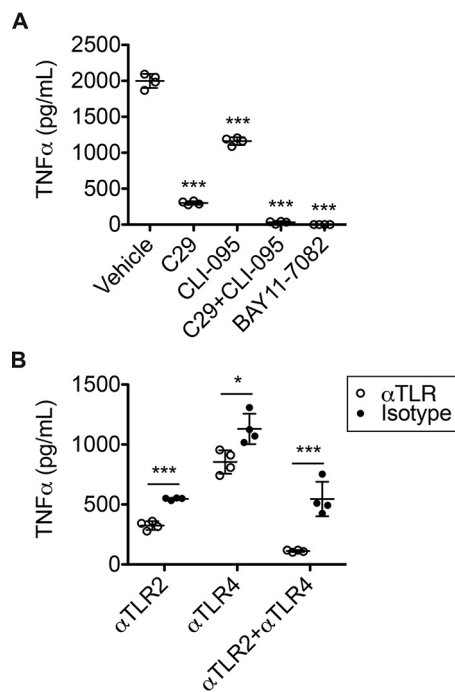 A
TNFα (pg/mL)
2500
2000
1500
1000
500
0
***
***
***
***
Vehicle
C29
CLI-095
C29+CLI-095
BAY11-7082
B
TNFα (pg/mL)
1500
1000
500
0
***
*
***
αTLR2
αTLR4
αTLR2+αTLR4
αTLR
Isotype